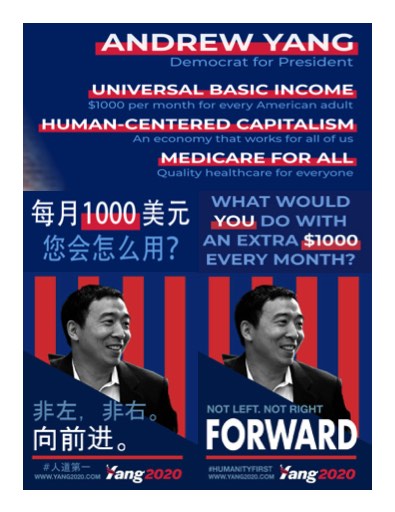 ANDREW YANG
Democrat for President
UNIVERSAL BASIC INCOME
$1000 per month for every American adult
HUMAN-CENTERED CAPITALISM
An economy that works for all of us
MEDICARE FOR ALL
Quality healthcare for everyone
每月1000美元
您会怎么用?
WHAT WOULD
YOU DO WITH
AN EXTRA $1000
EVERY MONTH?
非左，非右。
向前进。
#人道第一
WWW.YANG2020.COM
Yang2020
NOT LEFT. NOT RIGHT
FORWARD
#HUMANITYFIRST
WWW.YANG2020.COM
Yang2020